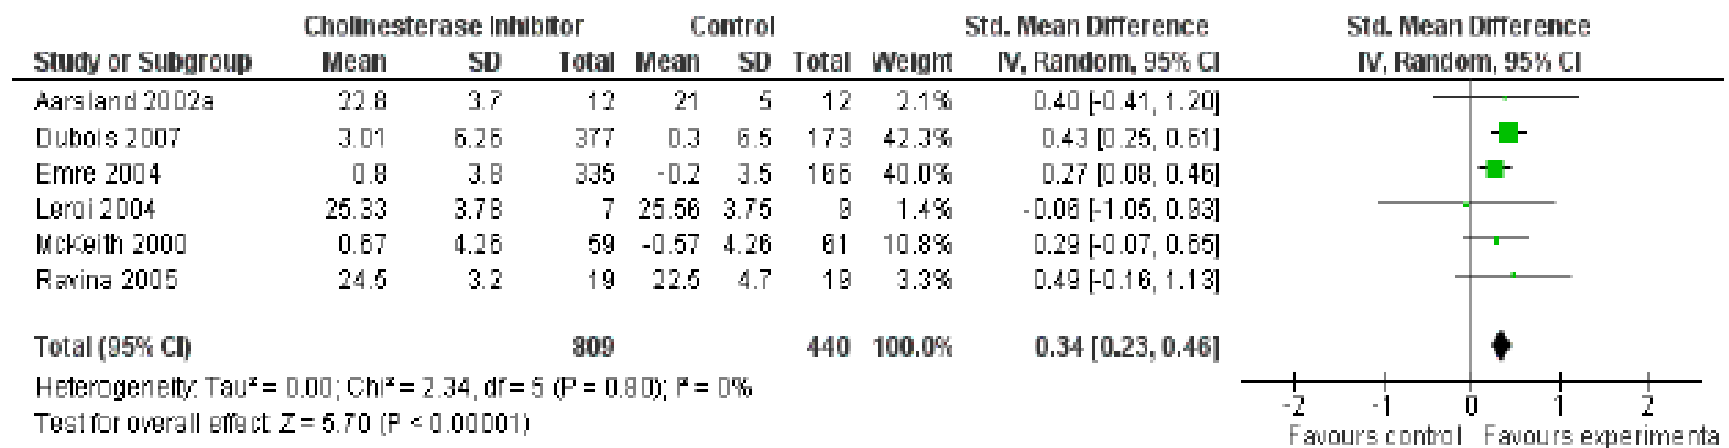 Cholinesterase Inhibitor Control Std. Mean Difference Std. Mean Difference
Study or Subgroup Mean SD Total Mean SD Total Weight IV, Random, 95% CI IV, Random, 95% CI
Aarsland 2002a 22.8 3.7 12 21 5 12 2.1% 0.40 [-0.41, 1.20]
Dubois 2007 3.01 6.26 377 0.3 6.5 173 42.3% 0.43 [0.25, 0.61]
Emre 2004 0.8 3.8 335 -0.2 3.5 166 40.0% 0.27 [0.08, 0.46]
Leroi 2004 25.33 3.78 7 25.56 3.75 9 1.4% -0.06 [-1.05, 0.93]
McKeith 2000 0.67 4.26 59 -0.57 4.26 61 10.8% 0.29 [-0.07, 0.65]
Ravina 2005 24.5 3.2 19 22.5 4.7 19 3.3% 0.49 [-0.16, 1.13]
Total (95% CI) 809 440 100.0% 0.34 [0.23, 0.46]
Heterogeneity: Tau² = 0.00; Chi² = 2.34, df = 5 (P = 0.80); I² = 0%
Test for overall effect: Z = 5.70 (P < 0.00001)
-2 -1 0 1 2
Favours control Favours experimenta